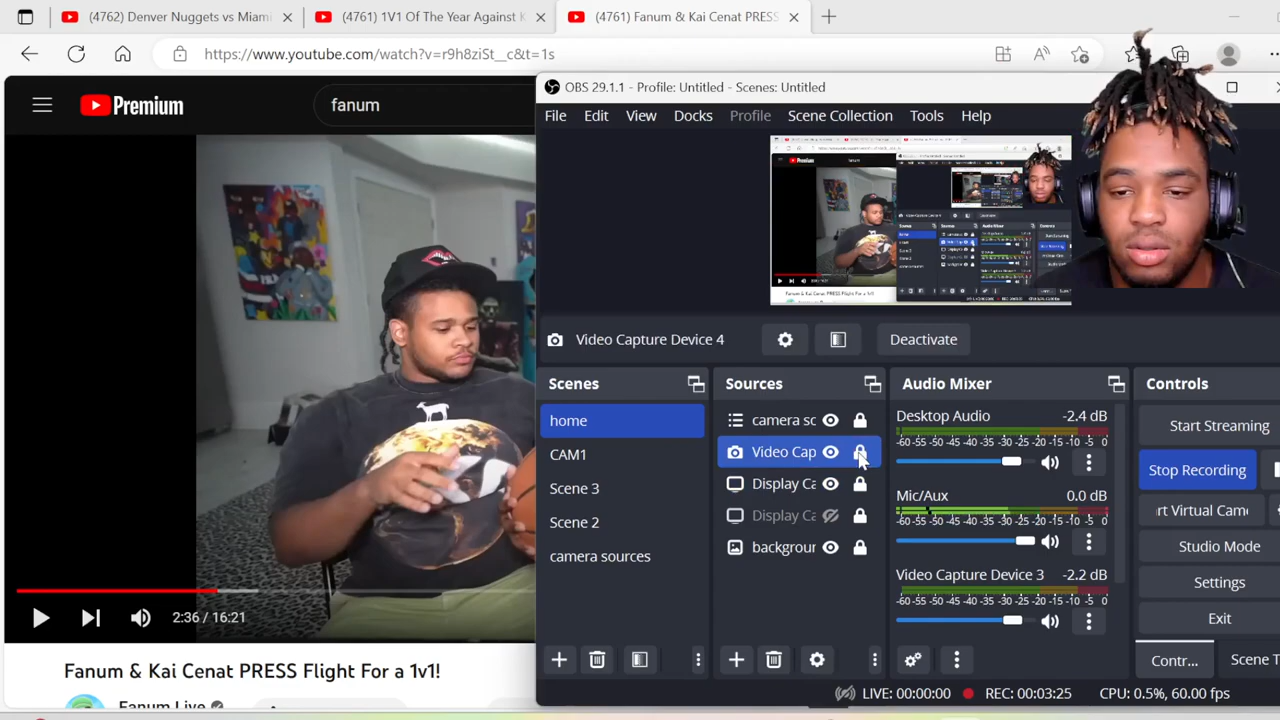 (4762) Denver Nuggets vs Miami
(4761) 1V1 Of The Year Against K
(4761) Fanum & Kai Cenat PRESS
https://www.youtube.com/watch?v=r9h8ziSt__c&t=1s
Premium
fanum
OBS 29.1.1 - Profile: Untitled - Scenes: Untitled
File Edit View Docks Profile Scene Collection Tools Help
Video Capture Device 4
Deactivate
Scenes
home
CAM1
Scene 3
Scene 2
camera sources
Sources
camera sc
Video Cap
Display Ca
Display Ca
backgrour
Audio Mixer
Desktop Audio -2.4 dB
-60 -55 -50 -45 -40 -35 -30 -25 -20 -15 -10 -5 0
Mic/Aux 0.0 dB
-60 -55 -50 -45 -40 -35 -30 -25 -20 -15 -10 -5 0
Video Capture Device 3 -2.2 dB
-60 -55 -50 -45 -40 -35 -30 -25 -20 -15 -10 -5 0
Controls
Start Streaming
Stop Recording
rt Virtual Came
Studio Mode
Settings
Exit
Contr...
Scene T
LIVE: 00:00:00 REC: 00:03:25 CPU: 0.5%, 60.00 fps
2:36 / 16:21
Fanum & Kai Cenat PRESS Flight For a 1v1!
Fanum Live